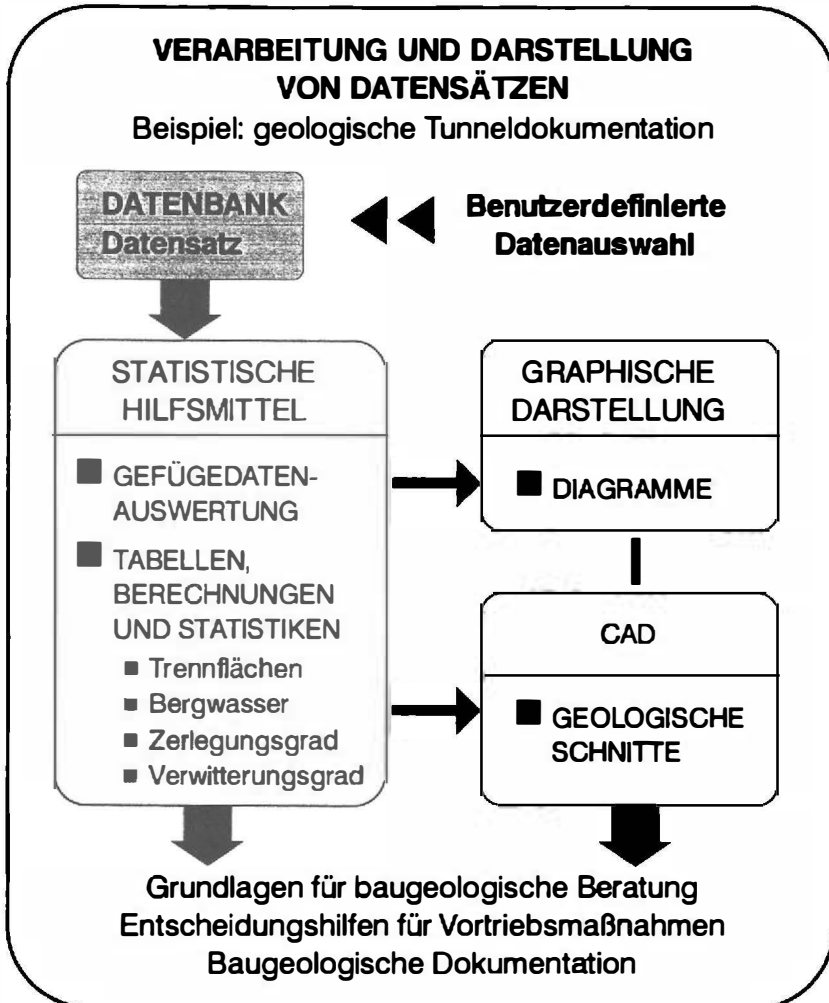 VERARBEITUNG UND DARSTELLUNG
VON DATENSÄTZEN
Beispiel: geologische Tunneldokumentation
DATENBANK
Datensatz
Benutzerdefinierte
Datenauswahl
STATISTISCHE
HILFSMITTEL
GEFÜGEDATEN-
AUSWERTUNG
TABELLEN,
BERECHNUNGEN
UND STATISTIKEN
Trennflächen
Bergwasser
Zerlegungsgrad
Verwitterungsgrad
GRAPHISCHE
DARSTELLUNG
DIAGRAMME
CAD
GEOLOGISCHE
SCHNITTE
Grundlagen für baugeologische Beratung
Entscheidungshilfen für Vortriebsmaßnahmen
Baugeologische Dokumentation